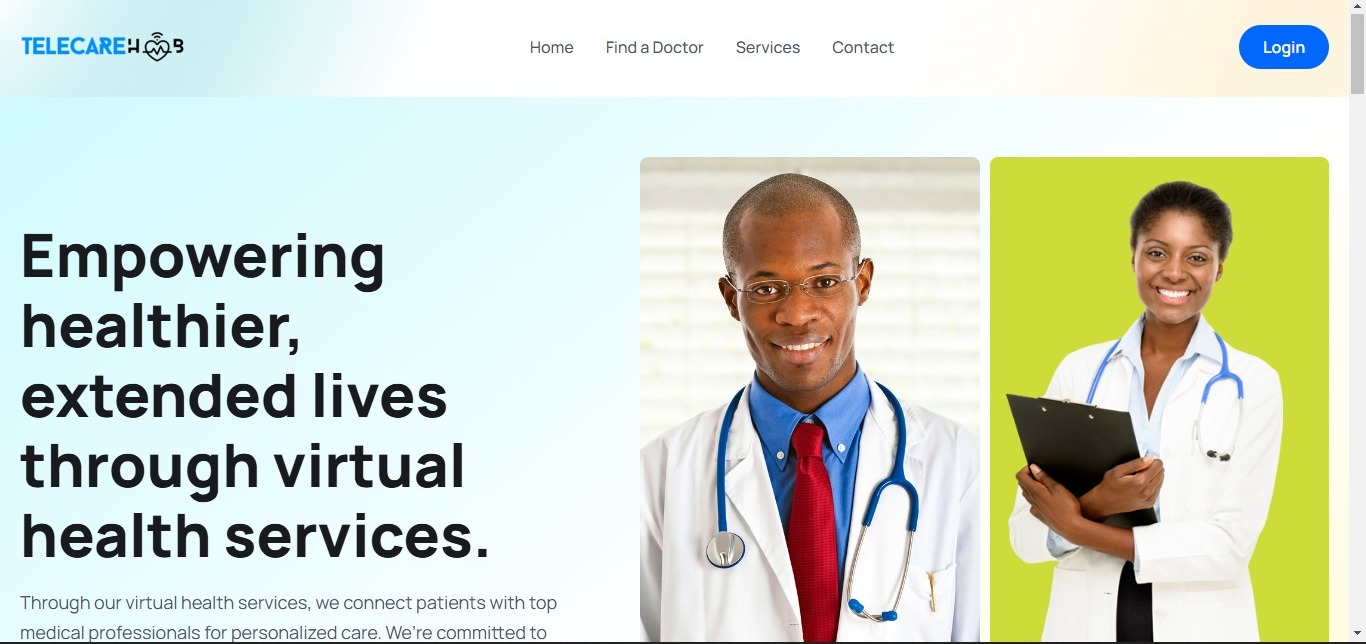 TELECAREHUB
Home
Find a Doctor
Services
Contact
Login
Empowering
healthier,
extended lives
through virtual
health services.
Through our virtual health services, we connect patients with top
medical professionals for personalized care. We're committed to